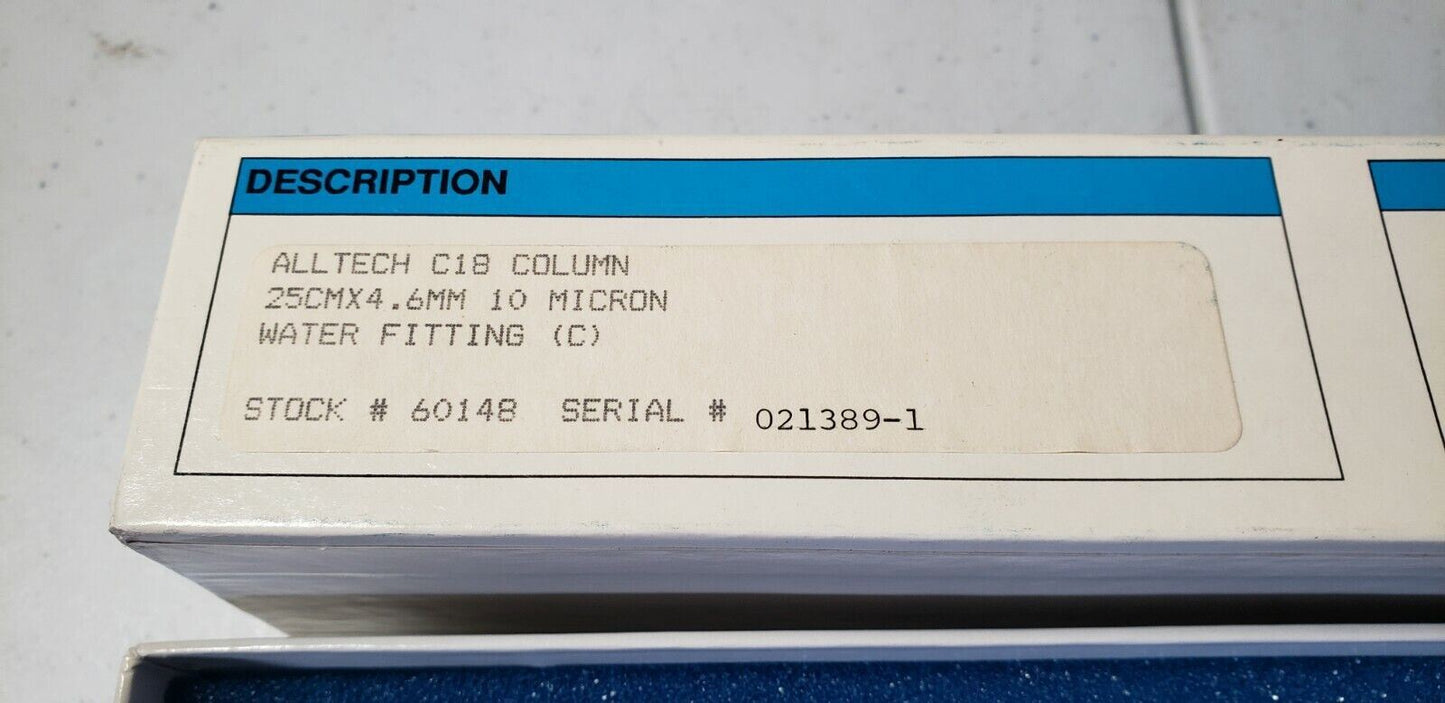 DESCRIPTION
ALLTECH C18 COLUMN
25CMX4.6MM 10 MICRON
WATER FITTING (C)
STOCK # 60148 SERIAL # 021389-1